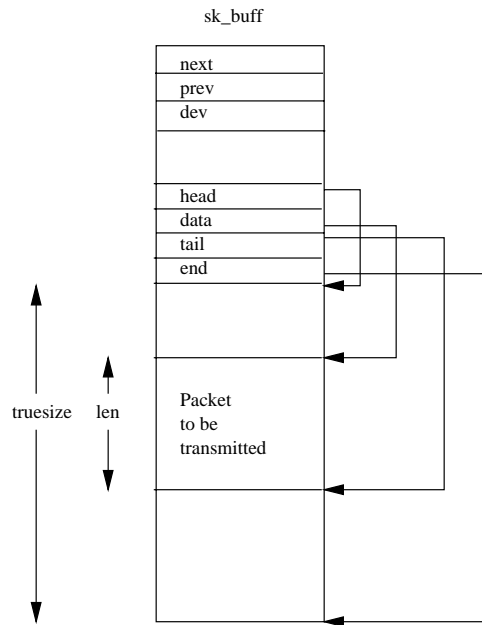 sk_buff
next
prev
dev
head
data
tail
end
truesize
len
Packet
to be
transmitted